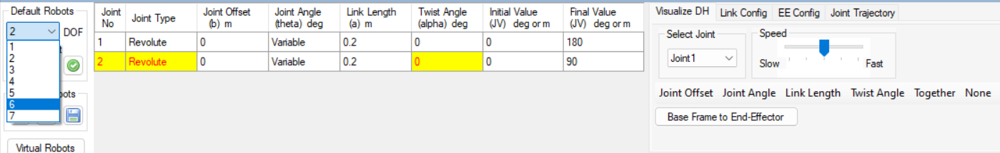 Default Robots
2 DOF
1
2
3
4
5
6
7
Virtual Robots
Joint No Joint Type Joint Offset (b) m Joint Angle (theta) deg Link Length (a) m Twist Angle (alpha) deg Initial Value (JV) deg or m Final Value (JV) deg or m
1 Revolute 0 Variable 0.2 0 0 180
2 Revolute 0 Variable 0.2 0 0 90
Visualize DH Link Config EE Config Joint Trajectory
Select Joint Speed
Joint1 Slow Fast
Joint Offset Joint Angle Link Length Twist Angle Together None
Base Frame to End-Effector